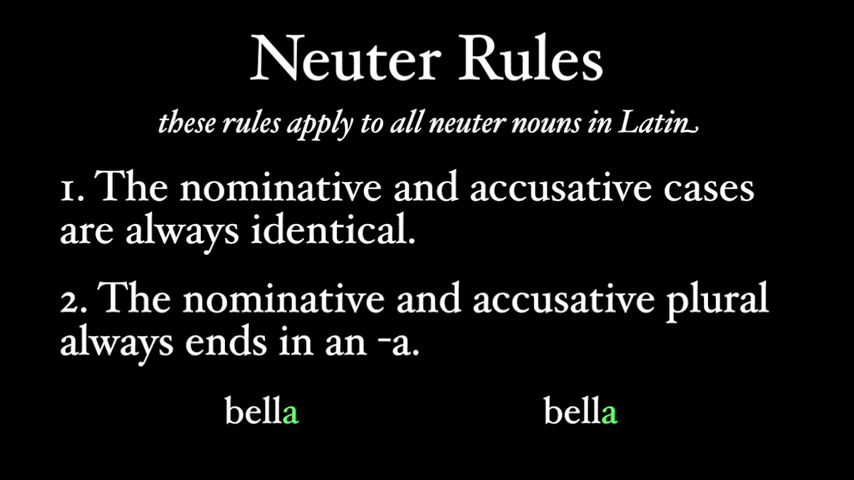 Neuter Rules
these rules apply to all neuter nouns in Latin
1. The nominative and accusative cases
are always identical.
2. The nominative and accusative plural
always ends in an -a.
bella bella